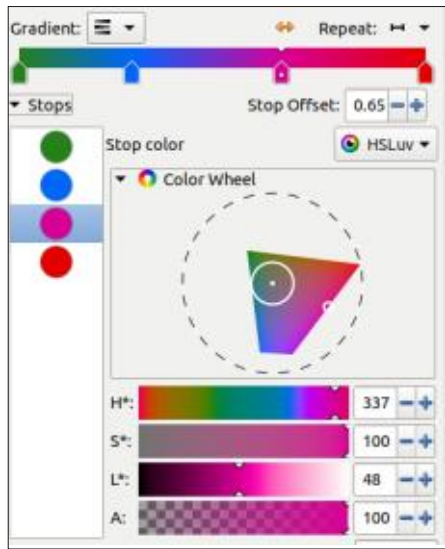 Gradient: Repeat:
Stops Stop Offset: 0.65
Stop color HSLuv
Color Wheel
H*: 337
S*: 100
L*: 48
A: 100